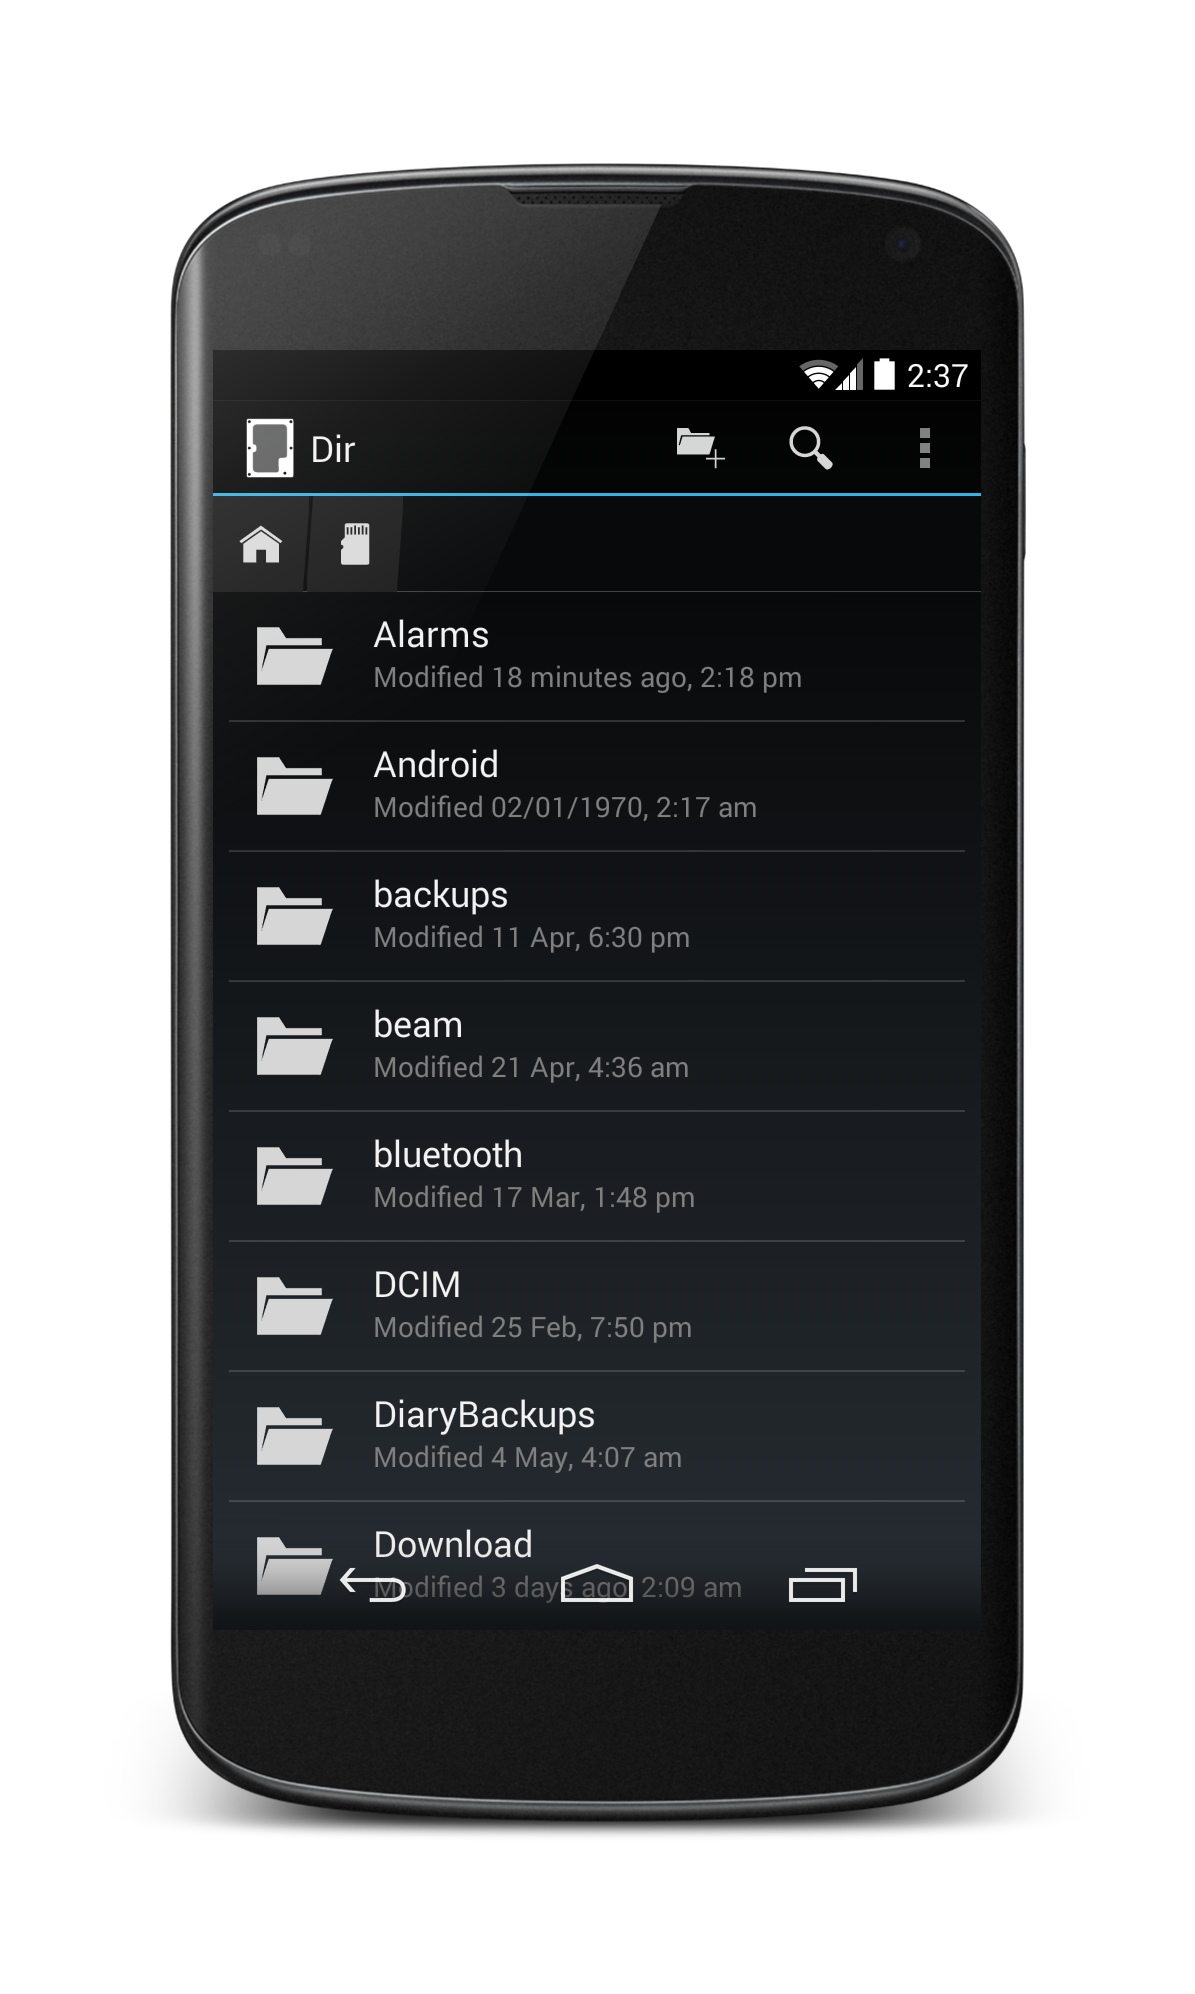 2:37
Dir
Alarms
Modified 18 minutes ago, 2:18 pm
Android
Modified 02/01/1970, 2:17 am
backups
Modified 11 Apr, 6:30 pm
beam
Modified 21 Apr, 4:36 am
bluetooth
Modified 17 Mar, 1:48 pm
DCIM
Modified 25 Feb, 7:50 pm
DiaryBackups
Modified 4 May, 4:07 am
Download
Modified 3 days ago, 2:09 am